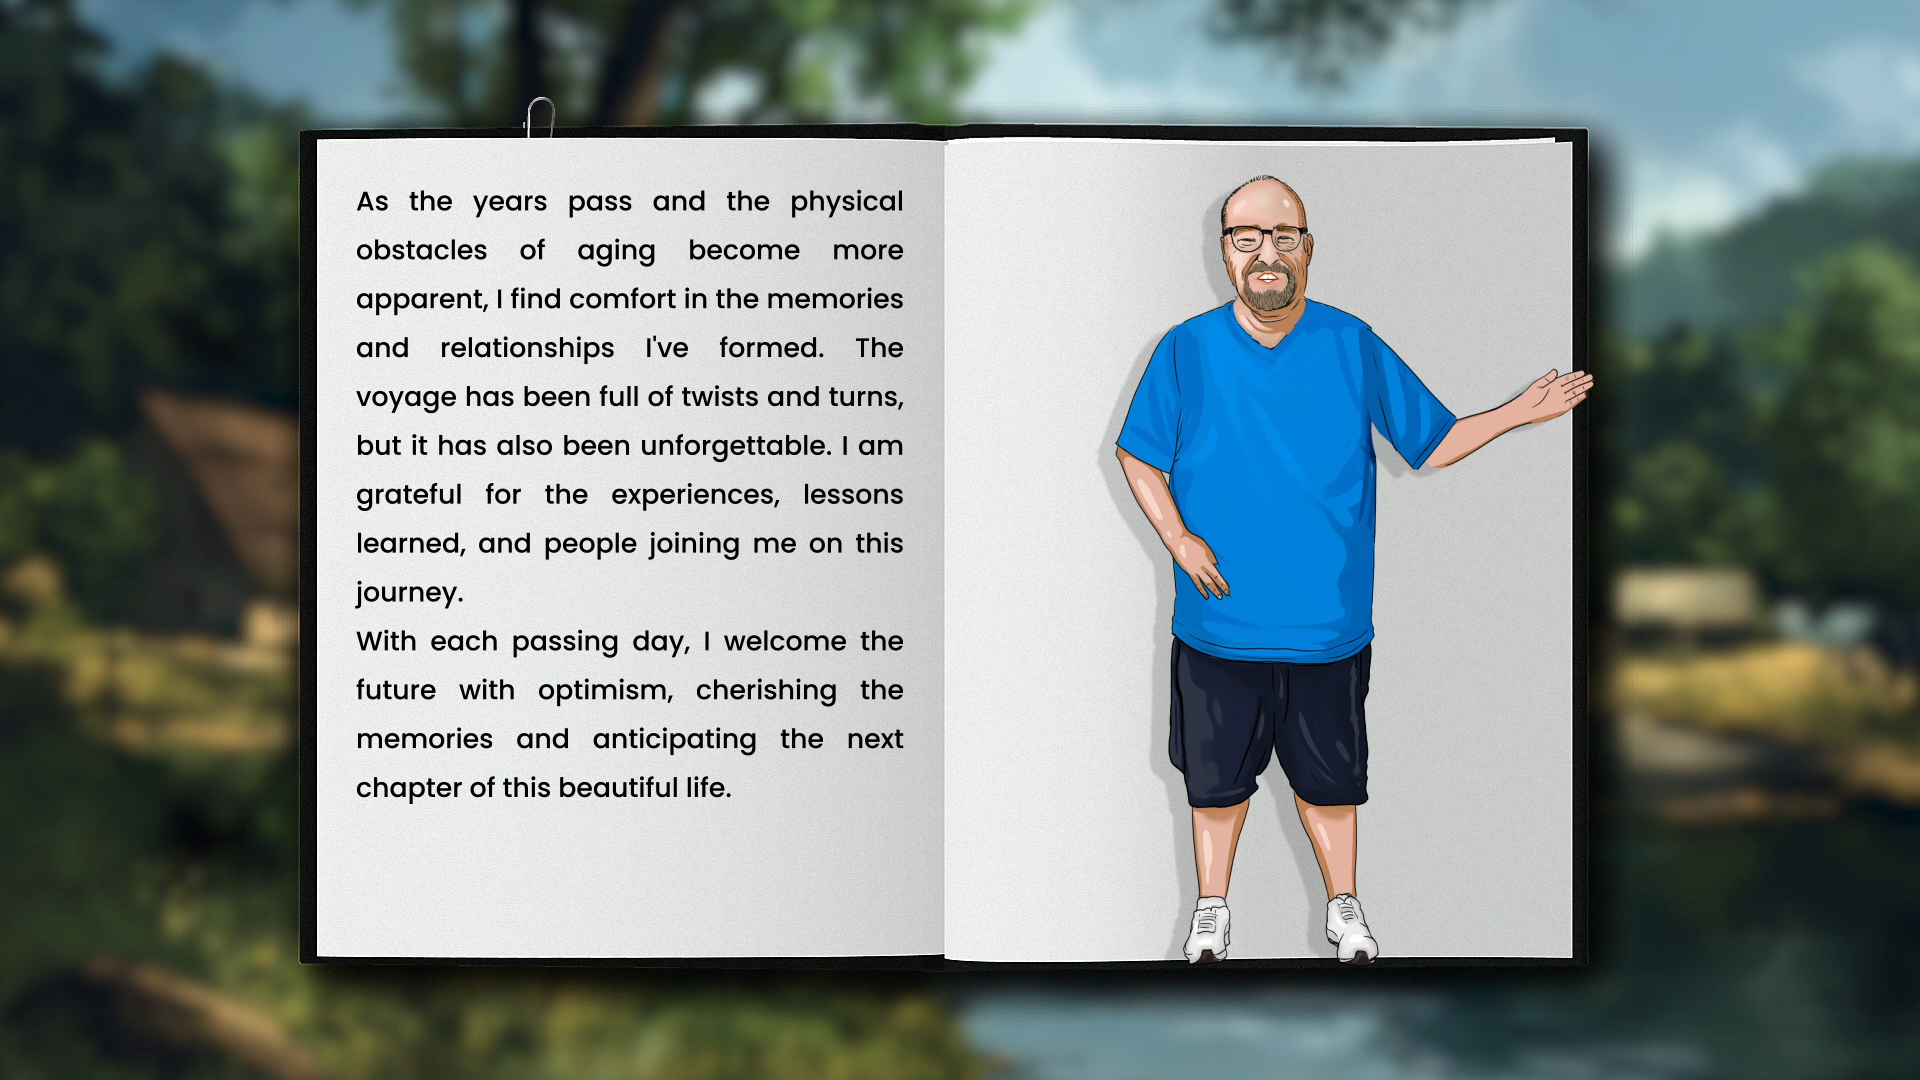 As the years pass and the physical
obstacles of aging become more
apparent, I find comfort in the memories
and relationships I've formed. The
voyage has been full of twists and turns,
but it has also been unforgettable. I am
grateful for the experiences, lessons
learned, and people joining me on this
journey.
With each passing day, I welcome the
future with optimism, cherishing the
memories and anticipating the next
chapter of this beautiful life.